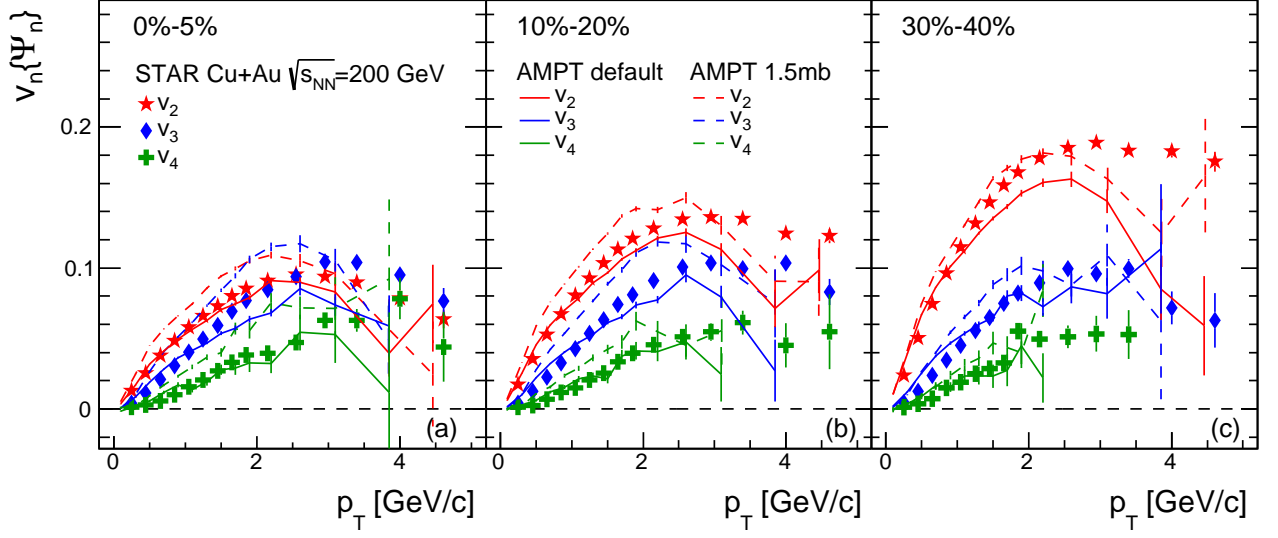 v_n{Ψ_n}
0%-5%
10%-20%
30%-40%
STAR Cu+Au √s_NN=200 GeV
v_2
v_3
v_4
AMPT default
v_2
v_3
v_4
AMPT 1.5mb
v_2
v_3
v_4
0.2
0.1
0
(a)
(b)
(c)
0 2 4
0 2 4
0 2 4
p_T [GeV/c]
p_T [GeV/c]
p_T [GeV/c]